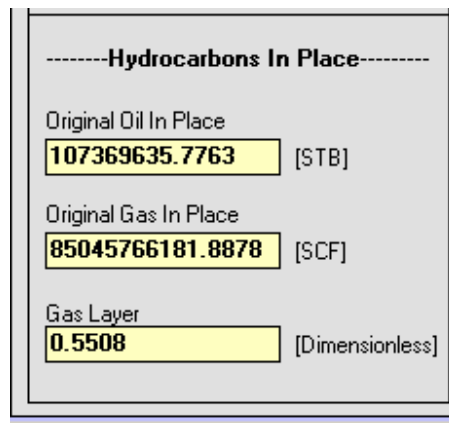 --------Hydrocarbons In Place---------
Original Oil In Place
107369635.7763 [STB]
Original Gas In Place
85045766181.8878 [SCF]
Gas Layer
0.5508 [Dimensionless]